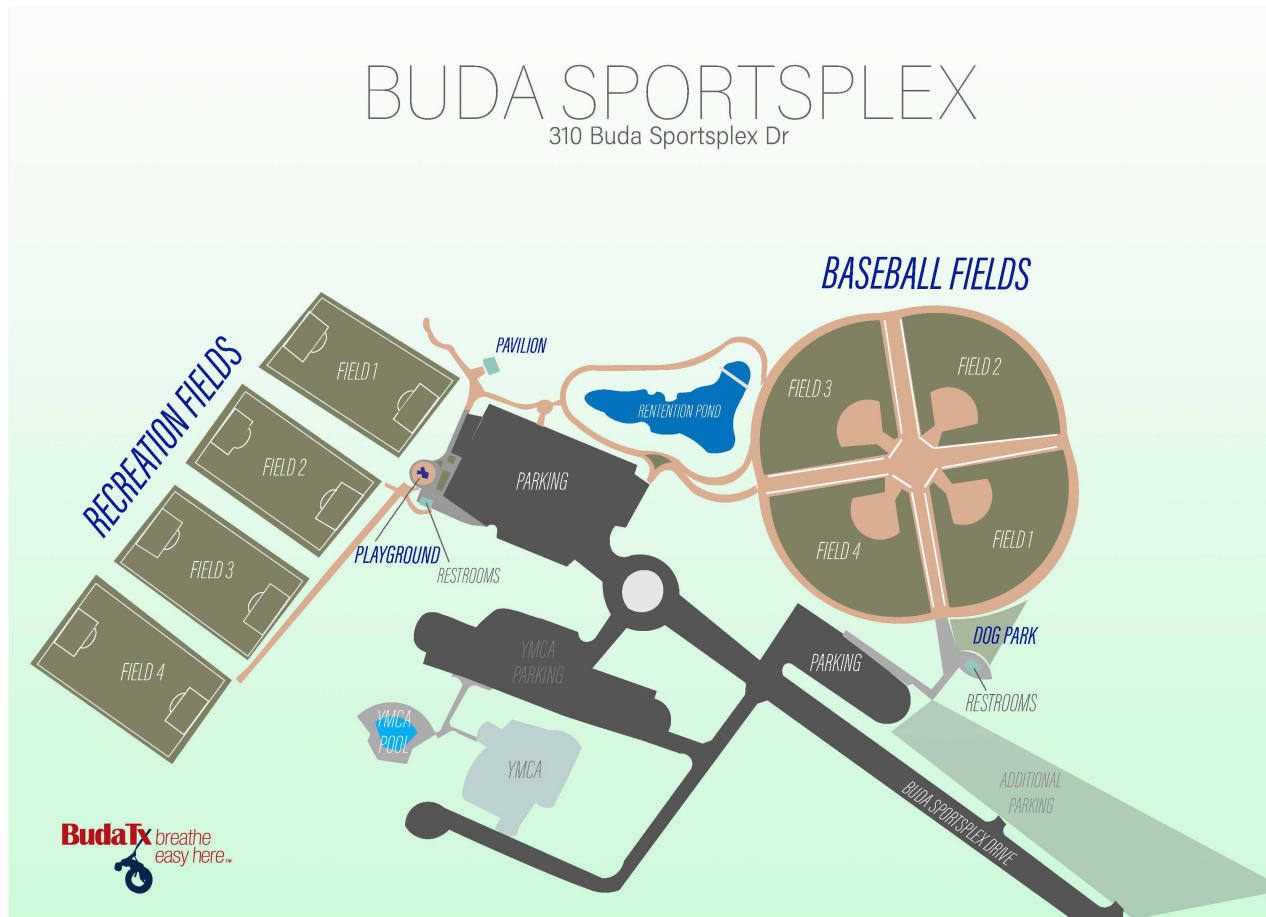 BUDA SPORTSPLEX
310 Buda Sportsplex Dr
BASEBALL FIELDS
RECREATION FIELDS
PAVILION
FIELD 1
FIELD 2
FIELD 3
FIELD 4
FIELD 3
FIELD 2
FIELD 4
FIELD 1
RENTENTION POND
PARKING
PLAYGROUND
RESTROOMS
YMCA
PARKING
PARKING
DOG PARK
RESTROOMS
YMCA
POOL
YMCA
ADDITIONAL
PARKING
BUDA SPORTSPLEX DRIVE
BudaTx breathe
easy here.™